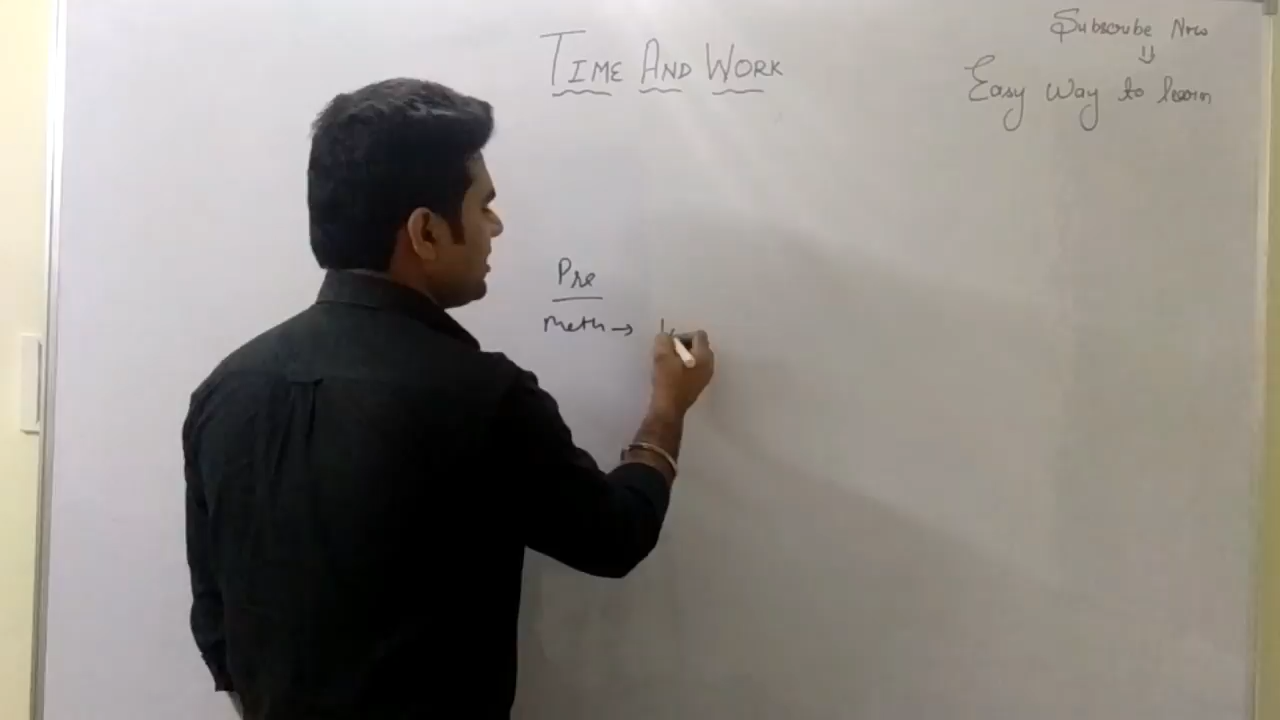 TIME AND WORK
Subscribe Now
Easy Way to learn
Pre
Meth →